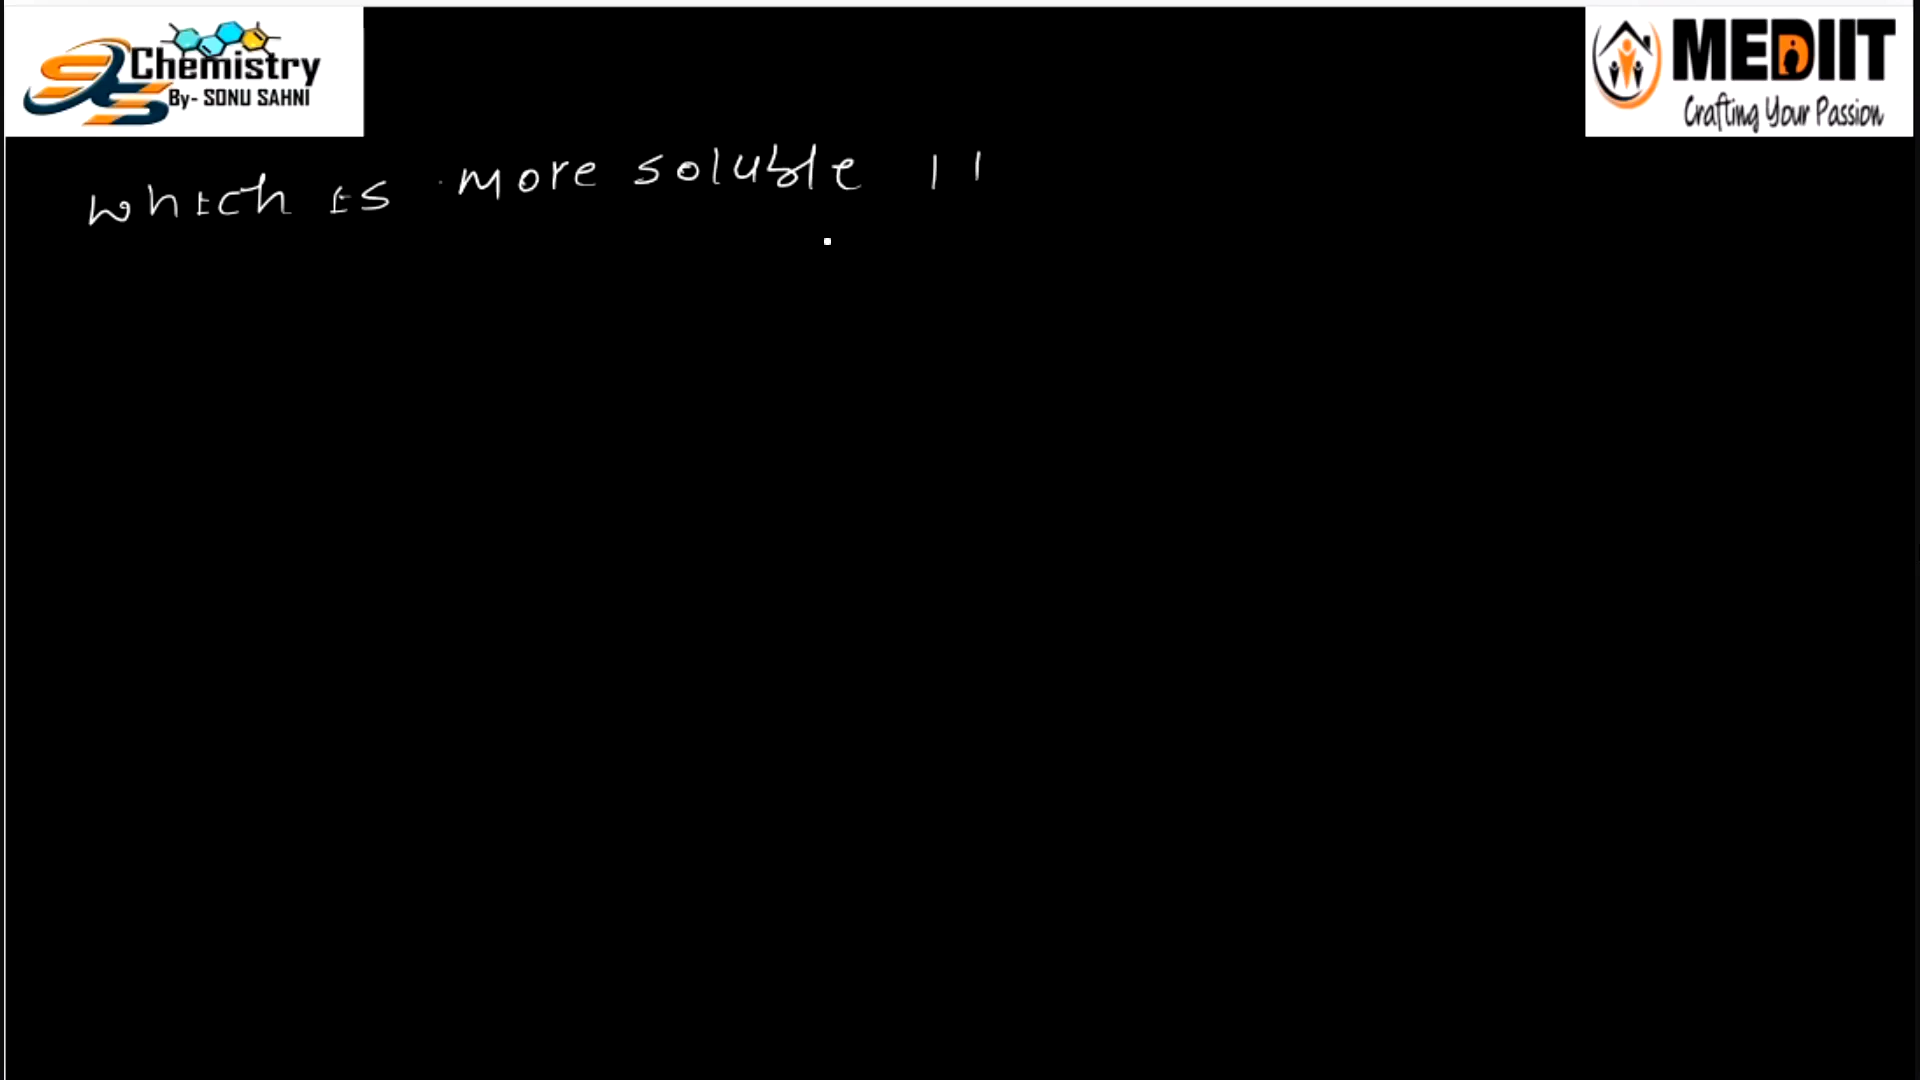 Chemistry
By- SONU SAHNI
MEDIIT
Crafting Your Passion
which is more soluble